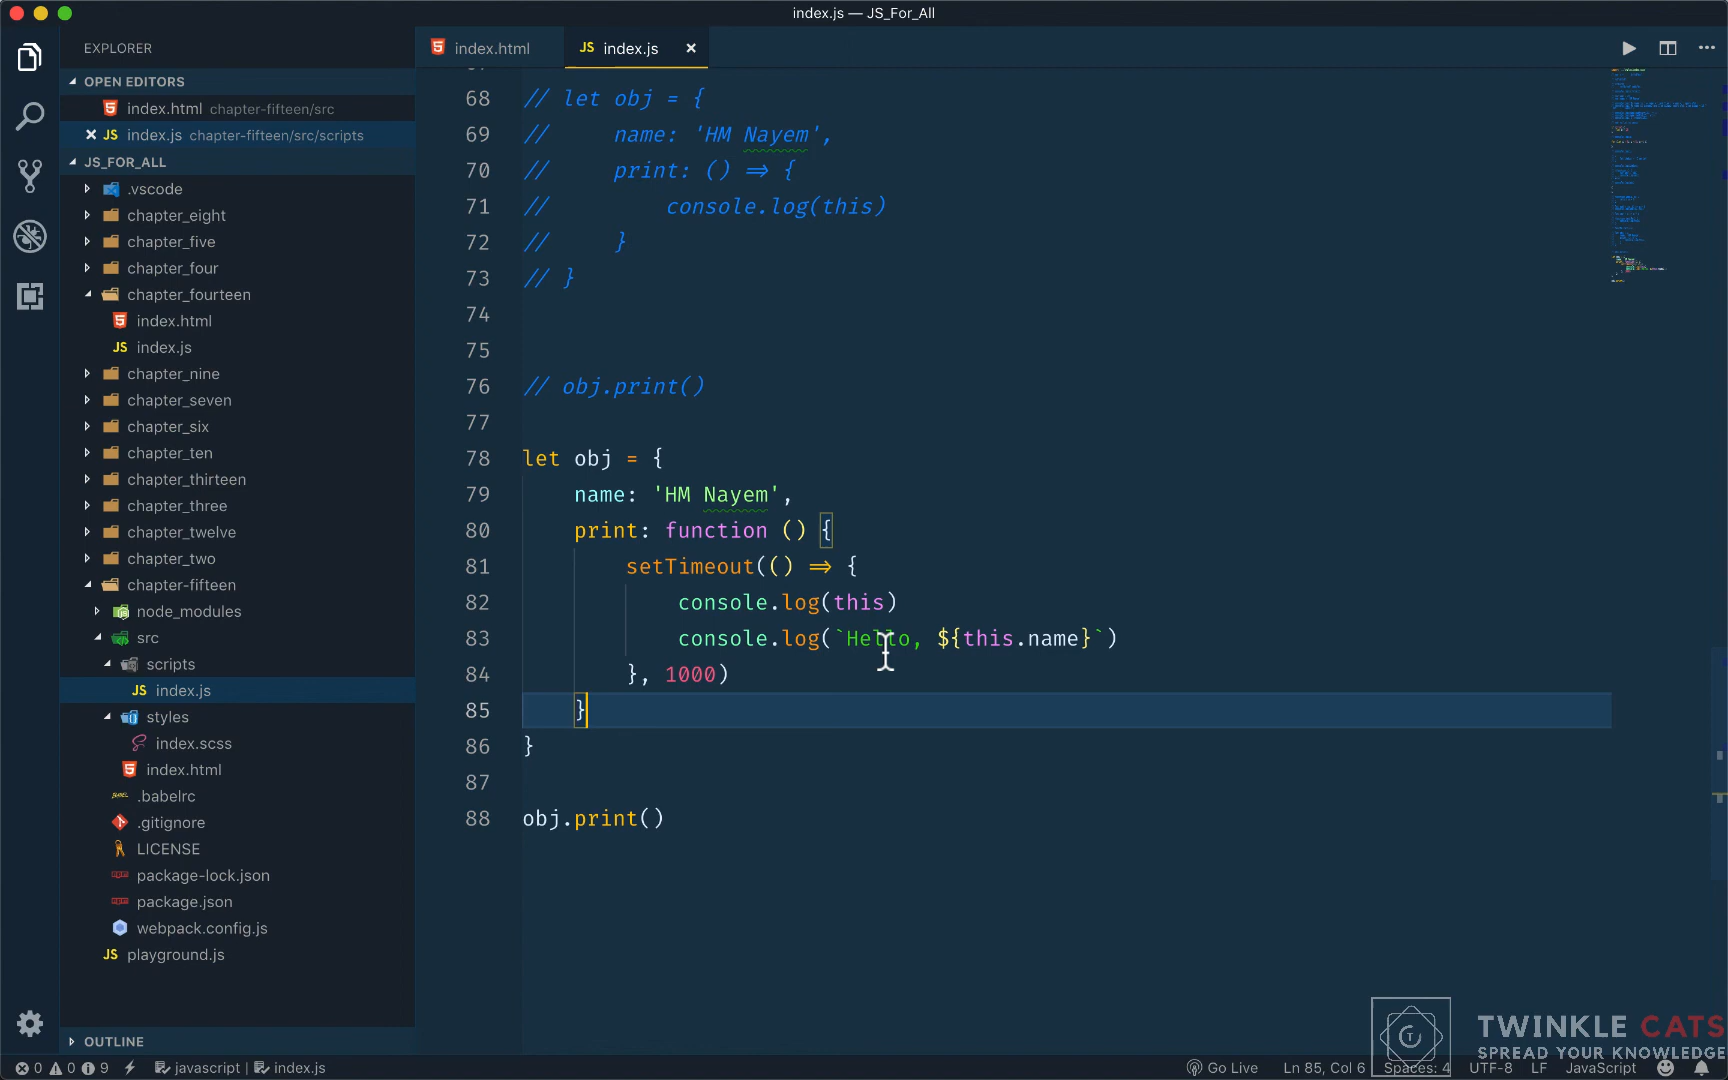 index.js — JS_For_All
EXPLORER
OPEN EDITORS
index.html chapter-fifteen/src
JS index.js chapter-fifteen/src/scripts
JS_FOR_ALL
.vscode
chapter_eight
chapter_five
chapter_four
chapter_fourteen
index.html
JS index.js
chapter_nine
chapter_seven
chapter_six
chapter_ten
chapter_thirteen
chapter_three
chapter_twelve
chapter_two
chapter-fifteen
node_modules
src
scripts
JS index.js
styles
index.scss
index.html
.babelrc
.gitignore
LICENSE
package-lock.json
package.json
webpack.config.js
JS playground.js
OUTLINE
index.html
JS index.js
68 // let obj = {
69 // name: 'HM Nayem',
70 // print: () => {
71 // console.log(this)
72 // }
73 // }
74
75
76 // obj.print()
77
78 let obj = {
79 name: 'HM Nayem',
80 print: function () {
81 setTimeout(() => {
82 console.log(this)
83 console.log(`Hello, ${this.name}`)
84 }, 1000)
85 }
86 }
87
88 obj.print()
TWINKLE CATS
SPREAD YOUR KNOWLEDGE
0 0 9 javascript | index.js
Go Live Ln 85, Col 6 Spaces: 4 UTF-8 LF JavaScript